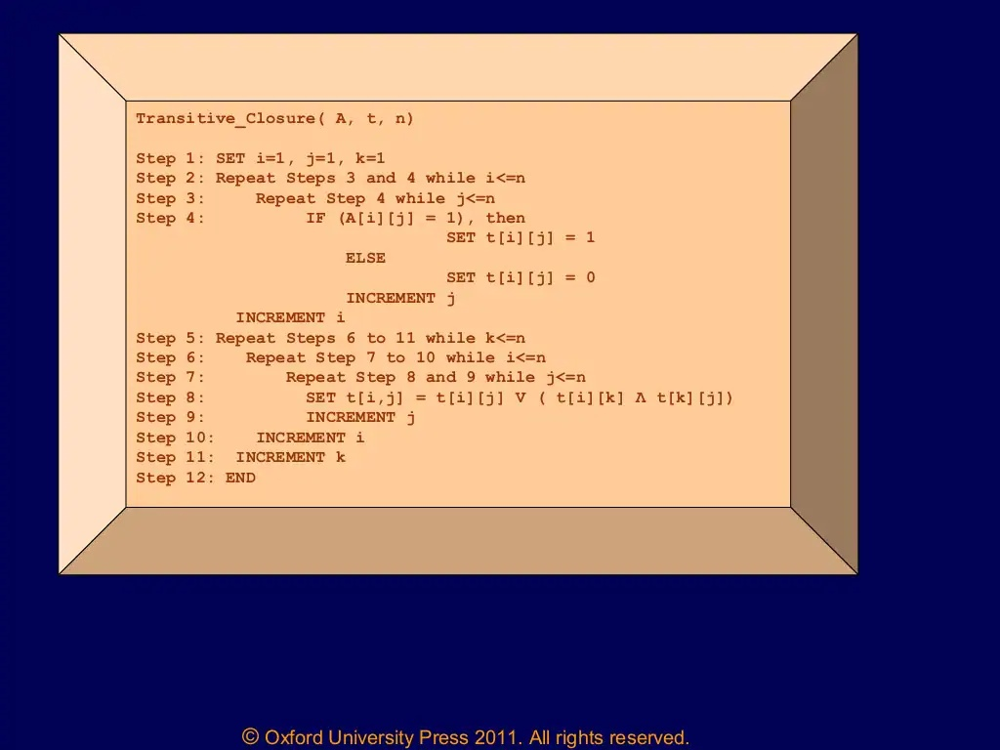 Transitive_Closure( A, t, n)
Step 1: SET i=1, j=1, k=1
Step 2: Repeat Steps 3 and 4 while i<=n
Step 3: Repeat Step 4 while j<=n
Step 4: IF (A[i][j] = 1), then
SET t[i][j] = 1
ELSE
SET t[i][j] = 0
INCREMENT j
INCREMENT i
Step 5: Repeat Steps 6 to 11 while k<=n
Step 6: Repeat Step 7 to 10 while i<=n
Step 7: Repeat Step 8 and 9 while j<=n
Step 8: SET t[i,j] = t[i][j] V ( t[i][k] Λ t[k][j])
Step 9: INCREMENT j
Step 10: INCREMENT i
Step 11: INCREMENT k
Step 12: END
© Oxford University Press 2011. All rights reserved.